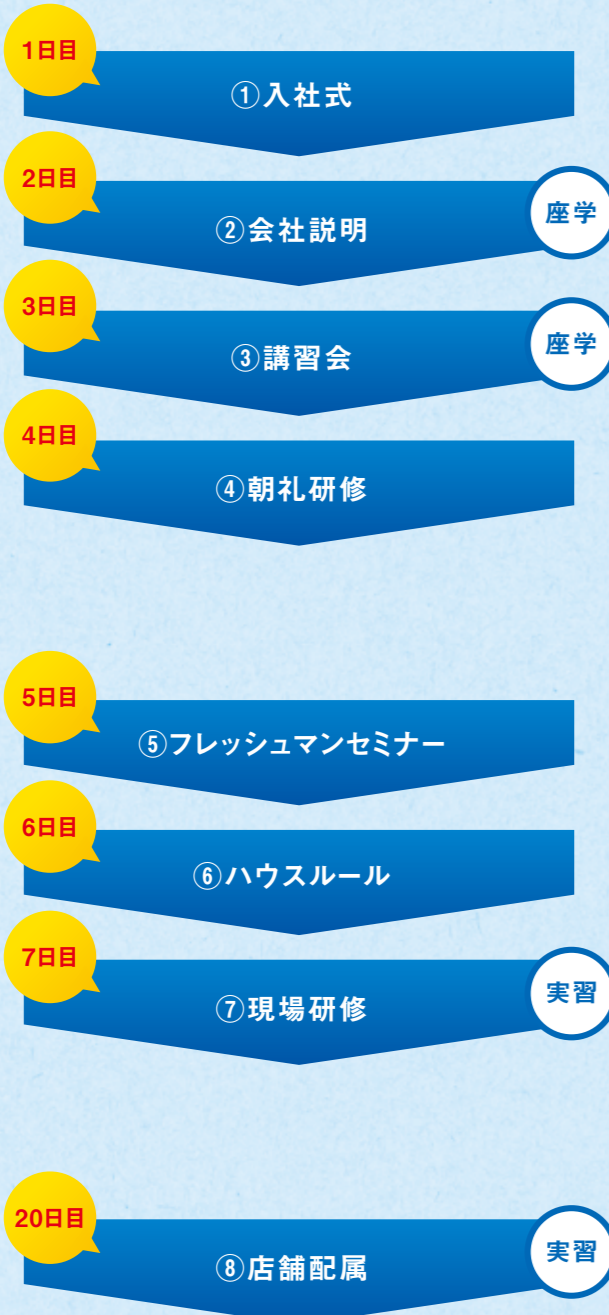 1日目
①入社式
2日目
②会社説明
座学
3日目
③講習会
座学
4日目
④朝礼研修
5日目
⑤フレッシュマンセミナー
6日目
⑥ハウスルール
7日目
⑦現場研修
実習
20日目
⑧店舗配属
実習